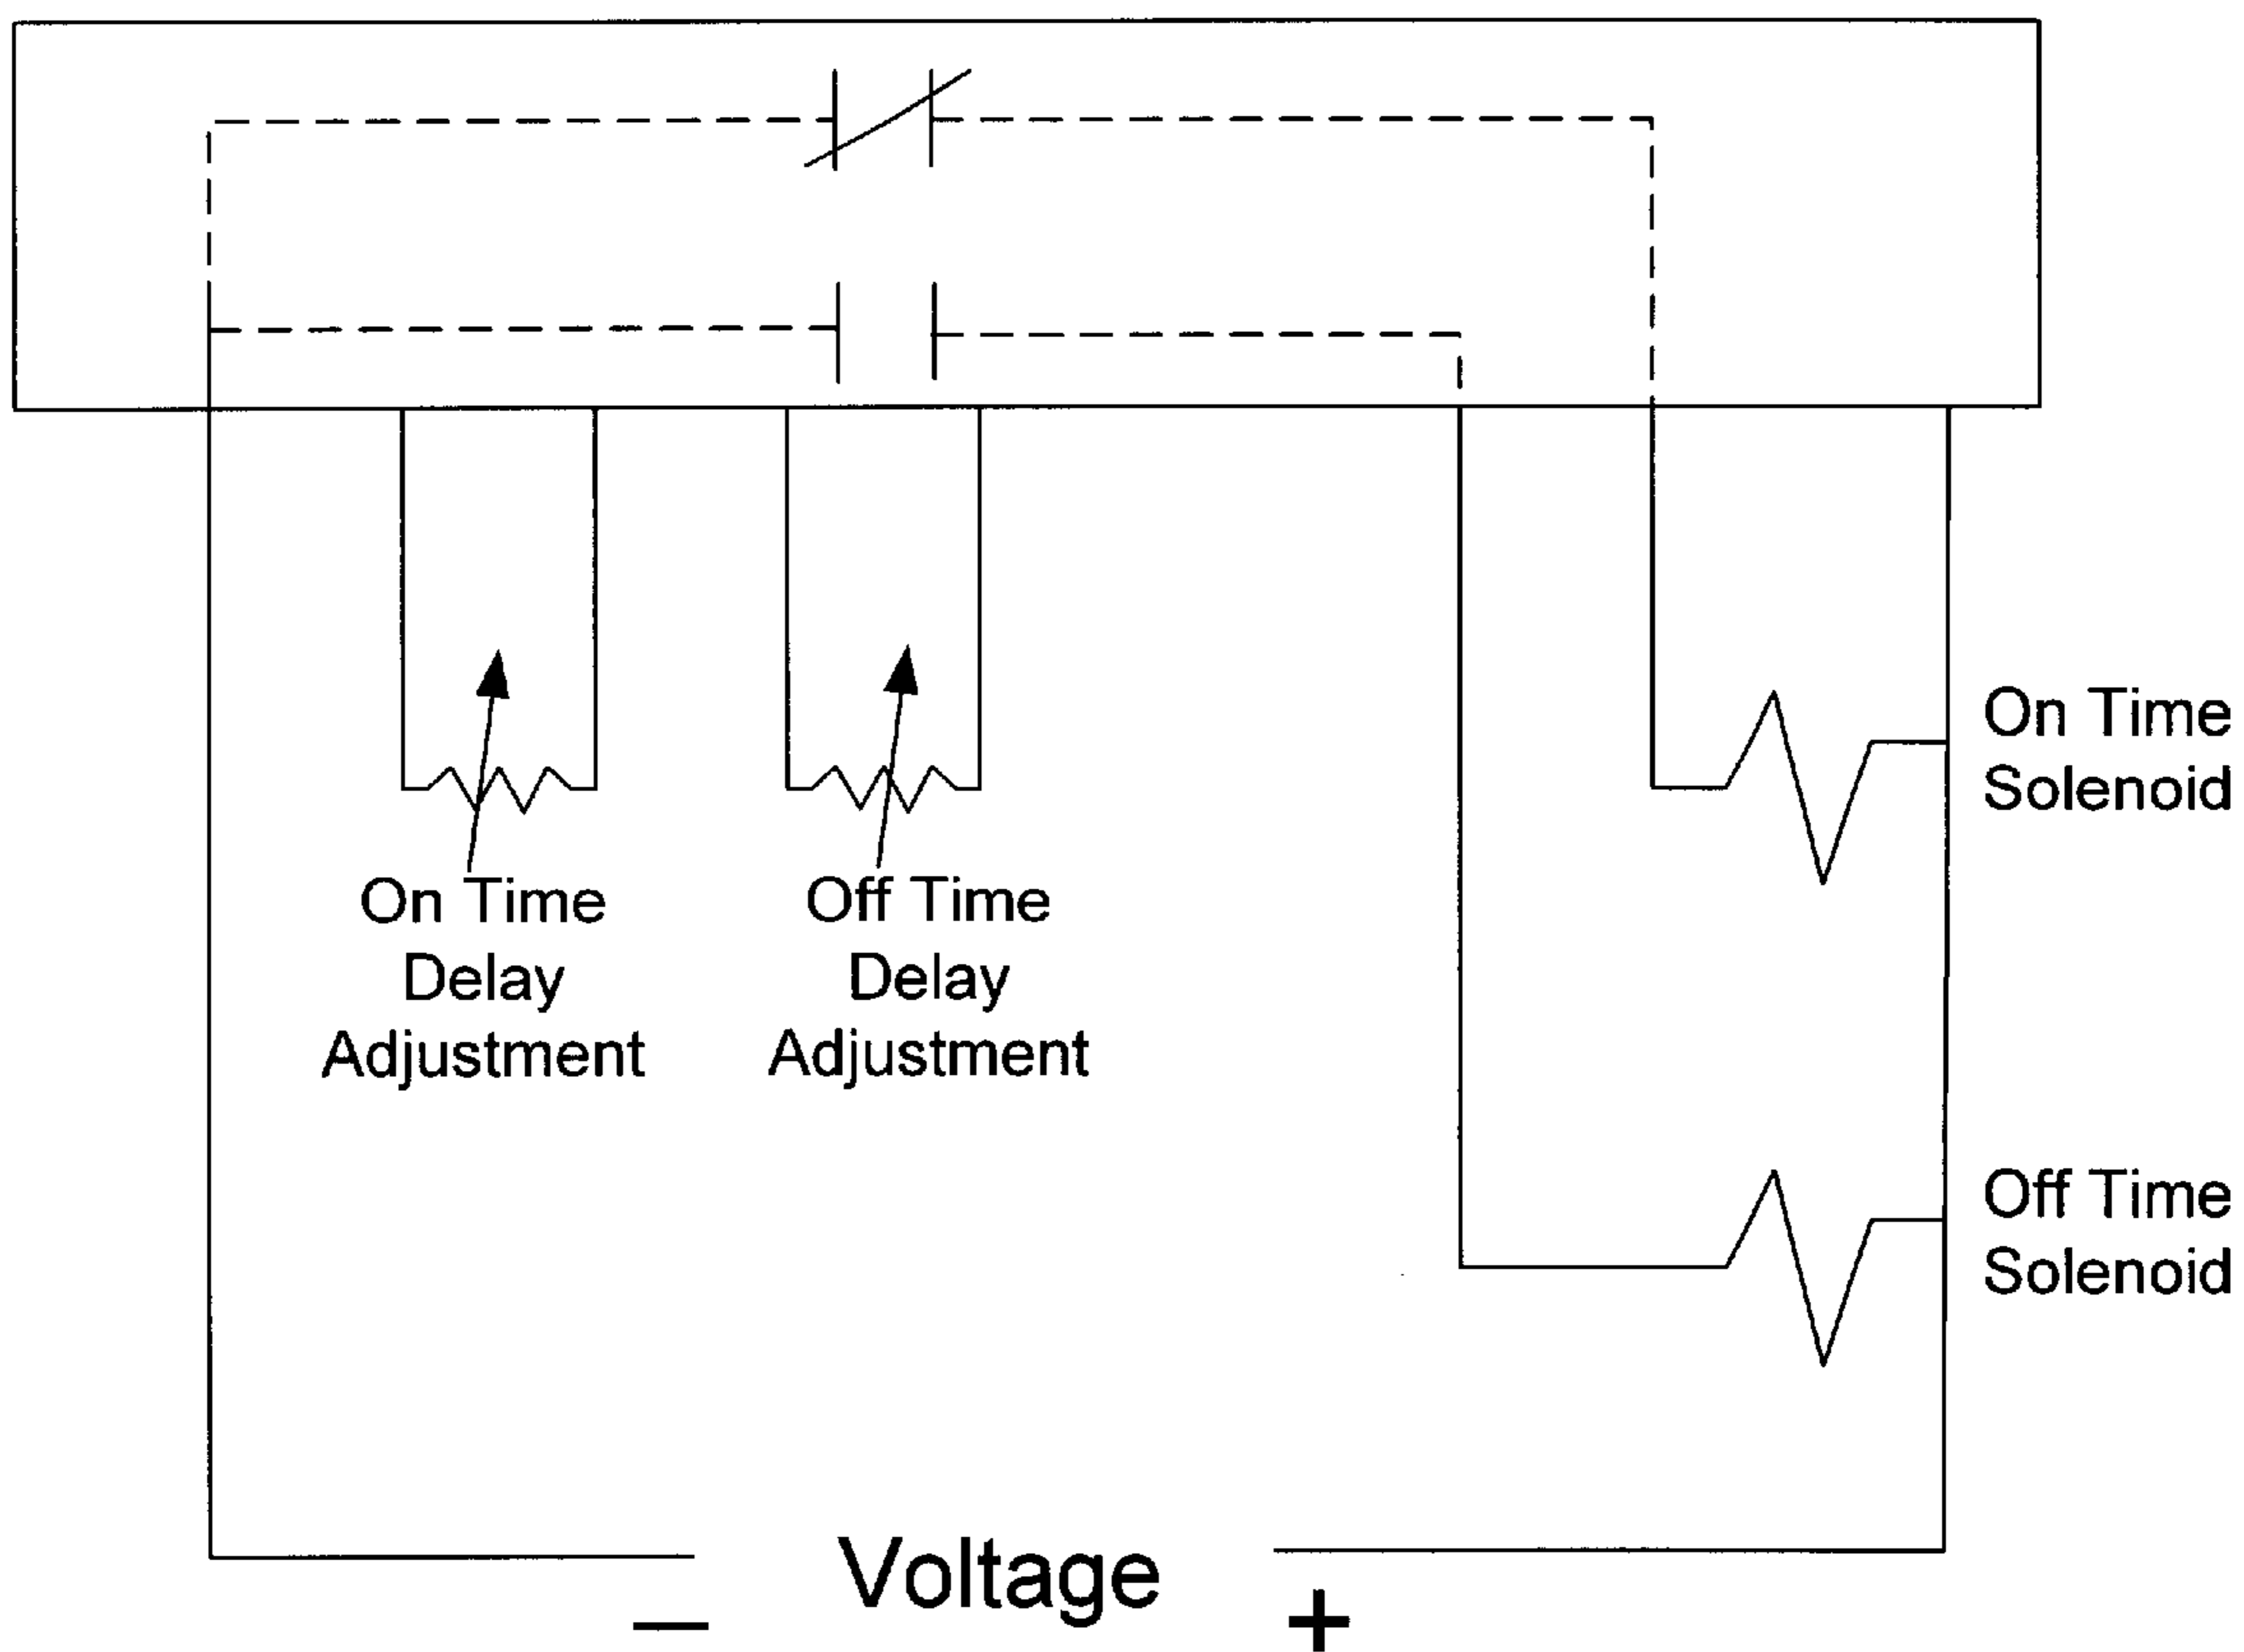 On Time
Solenoid
On Time
Delay
Adjustment
Off Time
Delay
Adjustment
Off Time
Solenoid
Voltage
— +